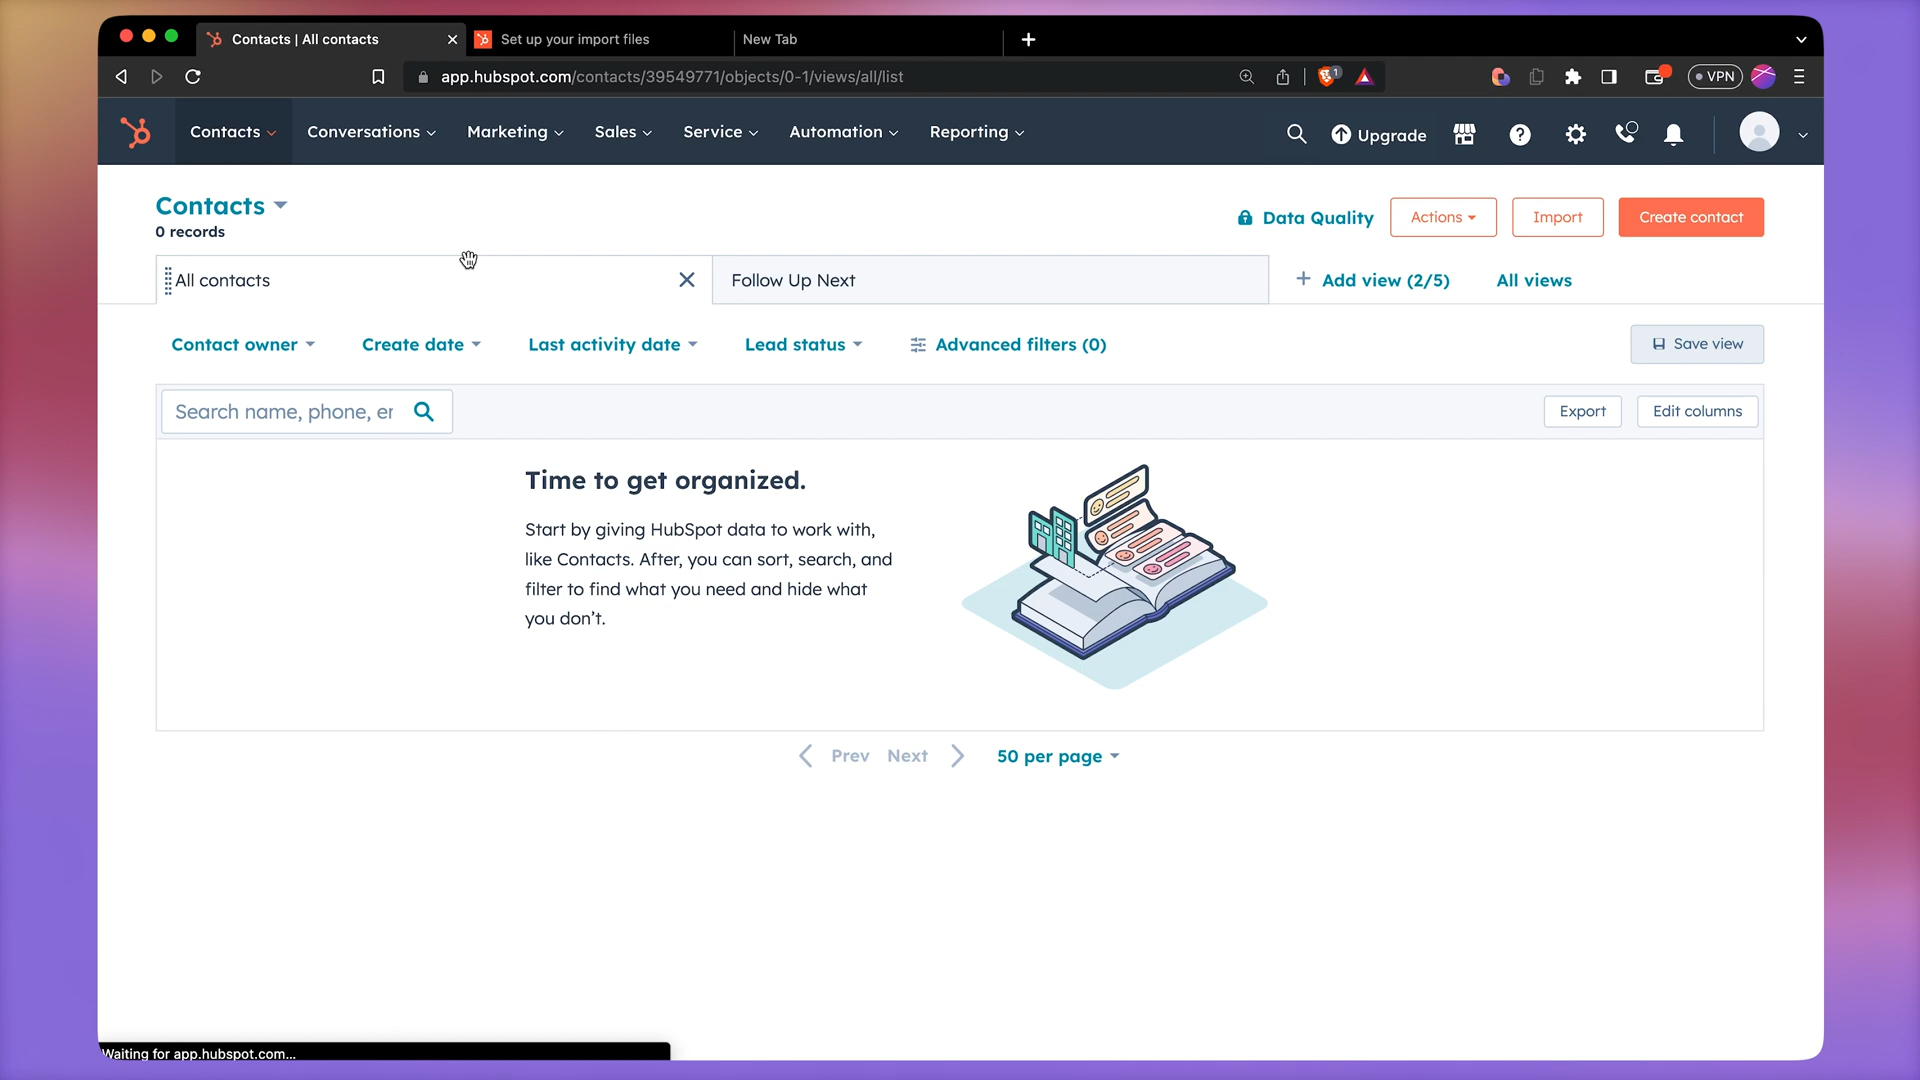 Contacts | All contacts
Set up your import files
New Tab
app.hubspot.com/contacts/39549771/objects/0-1/views/all/list
1
VPN
Contacts
Conversations
Marketing
Sales
Service
Automation
Reporting
Upgrade
Contacts
0 records
Data Quality
Actions
Import
Create contact
All contacts
Follow Up Next
+ Add view (2/5)
All views
Contact owner
Create date
Last activity date
Lead status
Advanced filters (0)
Save view
Search name, phone, er
Export
Edit columns
Time to get organized.
Start by giving HubSpot data to work with,
like Contacts. After, you can sort, search, and
filter to find what you need and hide what
you don't.
Prev
Next
50 per page
Waiting for app.hubspot.com...